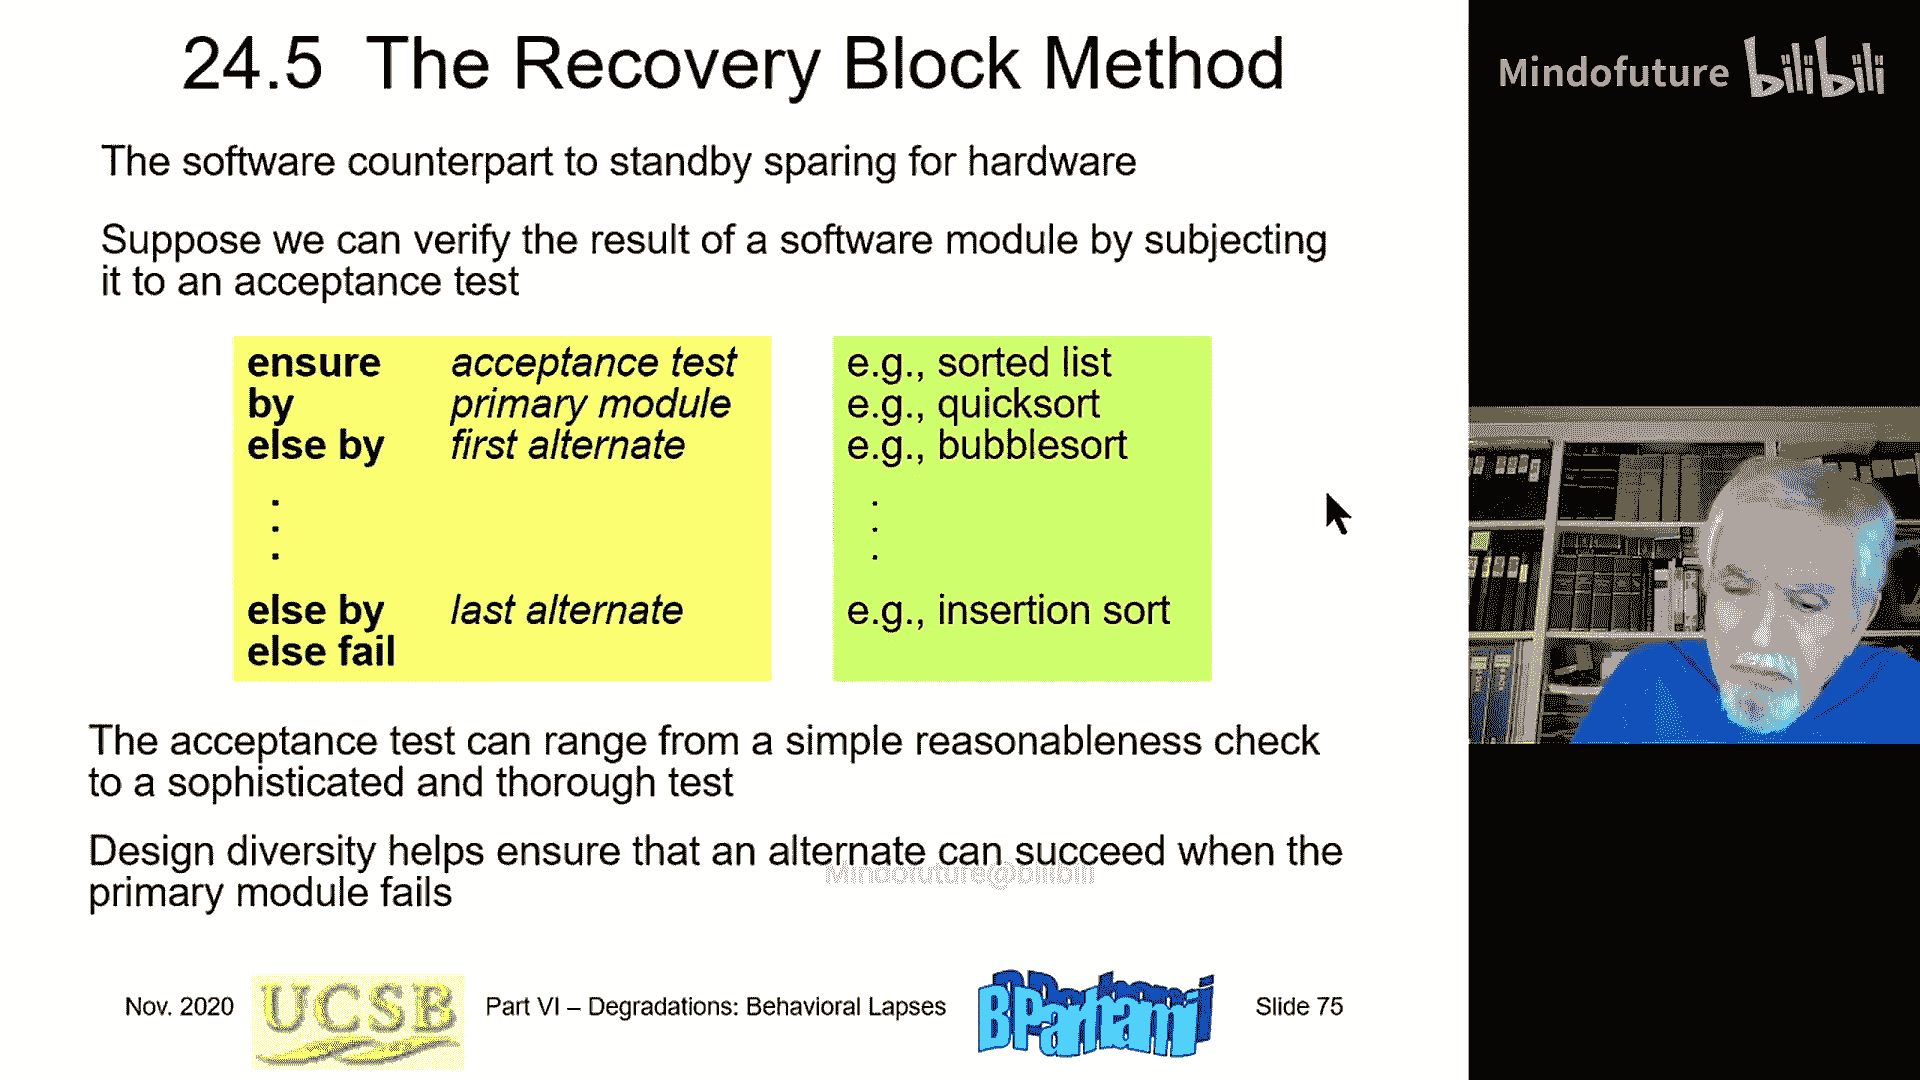 24.5 The Recovery Block Method
Mindofuture bilibili
The software counterpart to standby sparing for hardware
Suppose we can verify the result of a software module by subjecting
it to an acceptance test
ensure acceptance test
by primary module
else by first alternate
:
:
else by last alternate
else fail
e.g., sorted list
e.g., quicksort
e.g., bubblesort
:
:
e.g., insertion sort
The acceptance test can range from a simple reasonableness check
to a sophisticated and thorough test
Design diversity helps ensure that an alternate can succeed when the
primary module fails
Mindofuture@bilibili
Nov. 2020
UCSB
Part VI – Degradations: Behavioral Lapses
BParhami
Slide 75